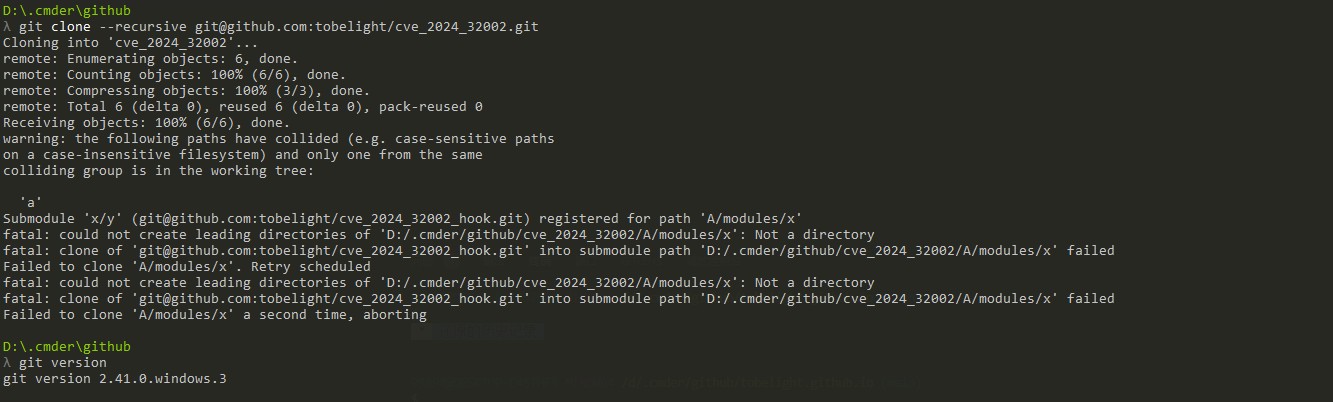 D:\.cmder\github
λ git clone --recursive git@github.com:tobelight/cve_2024_32002.git
Cloning into 'cve_2024_32002'...
remote: Enumerating objects: 6, done.
remote: Counting objects: 100% (6/6), done.
remote: Compressing objects: 100% (3/3), done.
remote: Total 6 (delta 0), reused 6 (delta 0), pack-reused 0
Receiving objects: 100% (6/6), done.
warning: the following paths have collided (e.g. case-sensitive paths
on a case-insensitive filesystem) and only one from the same
colliding group is in the working tree:
'a'
Submodule 'x/y' (git@github.com:tobelight/cve_2024_32002_hook.git) registered for path 'A/modules/x'
fatal: could not create leading directories of 'D:/.cmder/github/cve_2024_32002/A/modules/x': Not a directory
fatal: clone of 'git@github.com:tobelight/cve_2024_32002_hook.git' into submodule path 'D:/.cmder/github/cve_2024_32002/A/modules/x' failed
Failed to clone 'A/modules/x'. Retry scheduled
fatal: could not create leading directories of 'D:/.cmder/github/cve_2024_32002/A/modules/x': Not a directory
fatal: clone of 'git@github.com:tobelight/cve_2024_32002_hook.git' into submodule path 'D:/.cmder/github/cve_2024_32002/A/modules/x' failed
Failed to clone 'A/modules/x' a second time, aborting
D:\.cmder\github
λ git version
git version 2.41.0.windows.3